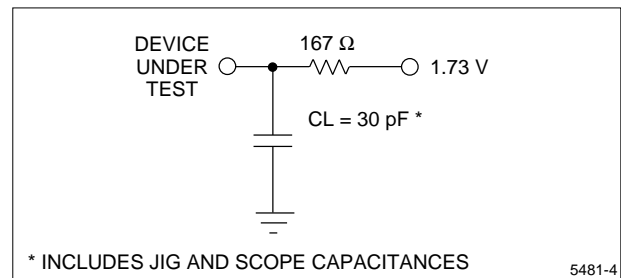 DEVICE
UNDER
TEST
167 Ω
1.73 V
CL = 30 pF *
* INCLUDES JIG AND SCOPE CAPACITANCES
5481-4